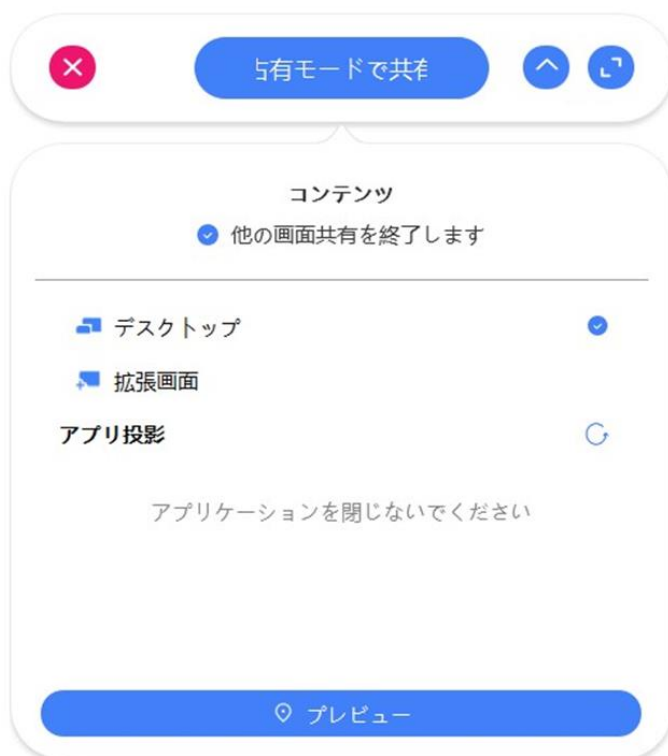 占有モードで共有
コンテンツ
他の画面共有を終了します
デスクトップ
拡張画面
アプリ投影
アプリケーションを閉じないでください
プレビュー